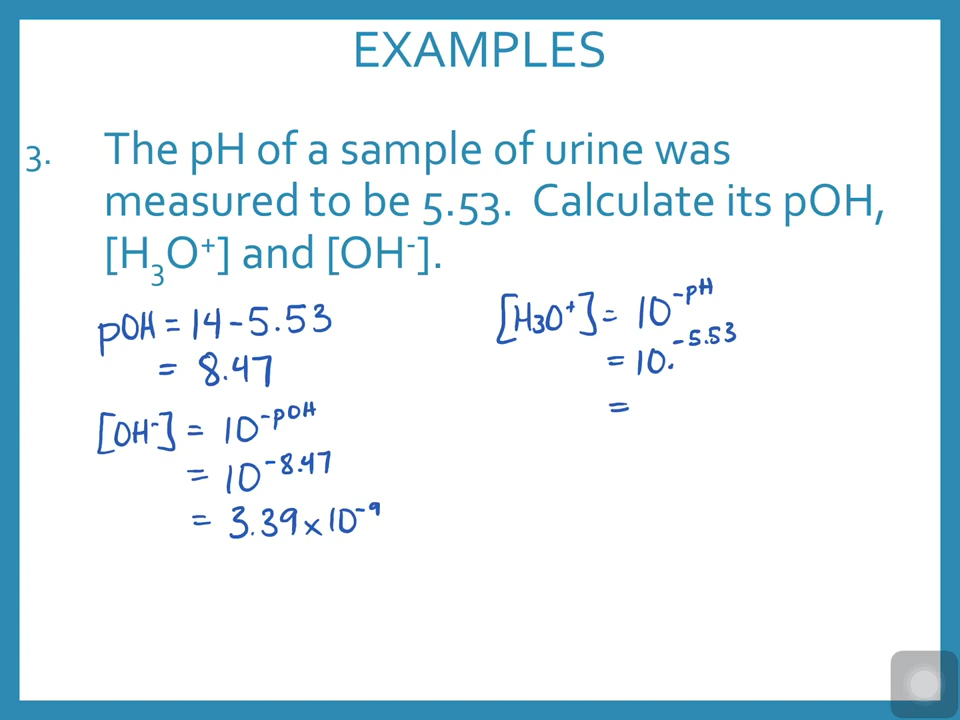 EXAMPLES
3. The pH of a sample of urine was
measured to be 5.53. Calculate its pOH,
[H₃O⁺] and [OH⁻].
pOH = 14 - 5.53
= 8.47
[OH⁻] = 10^-pOH
= 10^-8.47
= 3.39 x 10^-9
[H₃O⁺] = 10^-pH
= 10.^-5.53
=